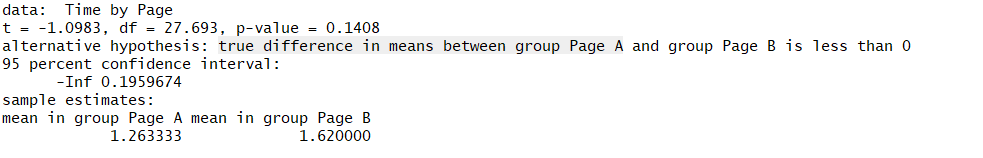 data:  Time by Page
t = -1.0983, df = 27.693, p-value = 0.1408
alternative hypothesis: true difference in means between group Page A and group Page B is less than 0
95 percent confidence interval:
      -Inf 0.1959674
sample estimates:
mean in group Page A mean in group Page B
            1.263333             1.620000